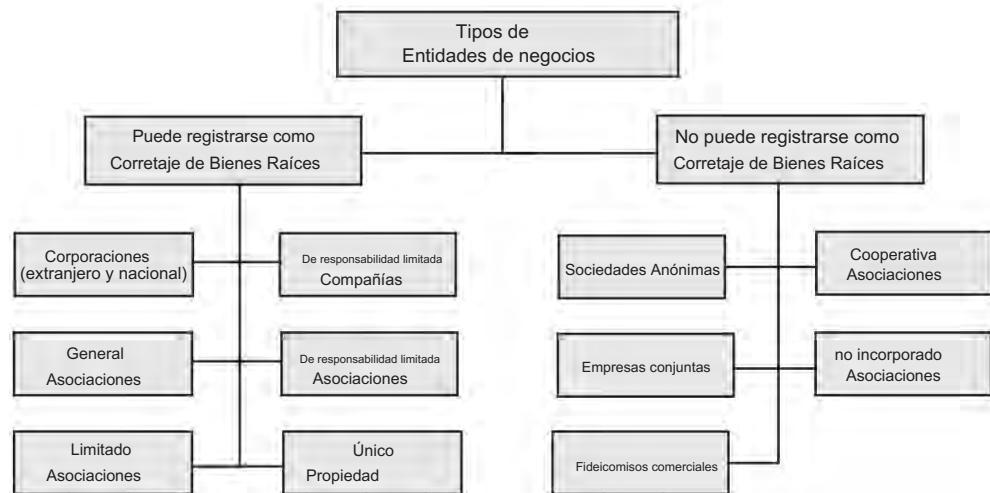 Tipos de
Entidades de negocios
Puede registrarse como
Corretaje de Bienes Raíces
No puede registrarse como
Corretaje de Bienes Raíces
Corporaciones
(extranjero y nacional)
De responsabilidad limitada
Compañías
Sociedades Anónimas
Cooperativa
Asociaciones
General
Asociaciones
De responsabilidad limitada
Asociaciones
Empresas conjuntas
no incorporado
Asociaciones
Limitado
Asociaciones
Único
Propiedad
Fideicomisos comerciales